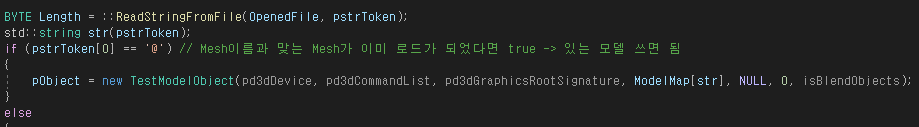 BYTE Length = ::ReadStringFromFile(OpenedFile, pstrToken);
std::string str(pstrToken);
if (pstrToken[0] == '@') // Mesh이름과 맞는 Mesh가 이미 로드가 되었다면 true -> 있는 모델 쓰면 됨
{
pObject = new TestModelObject(pd3dDevice, pd3dCommandList, pd3dGraphicsRootSignature, ModelMap[str], NULL, 0, isBlendObjects);
}
else